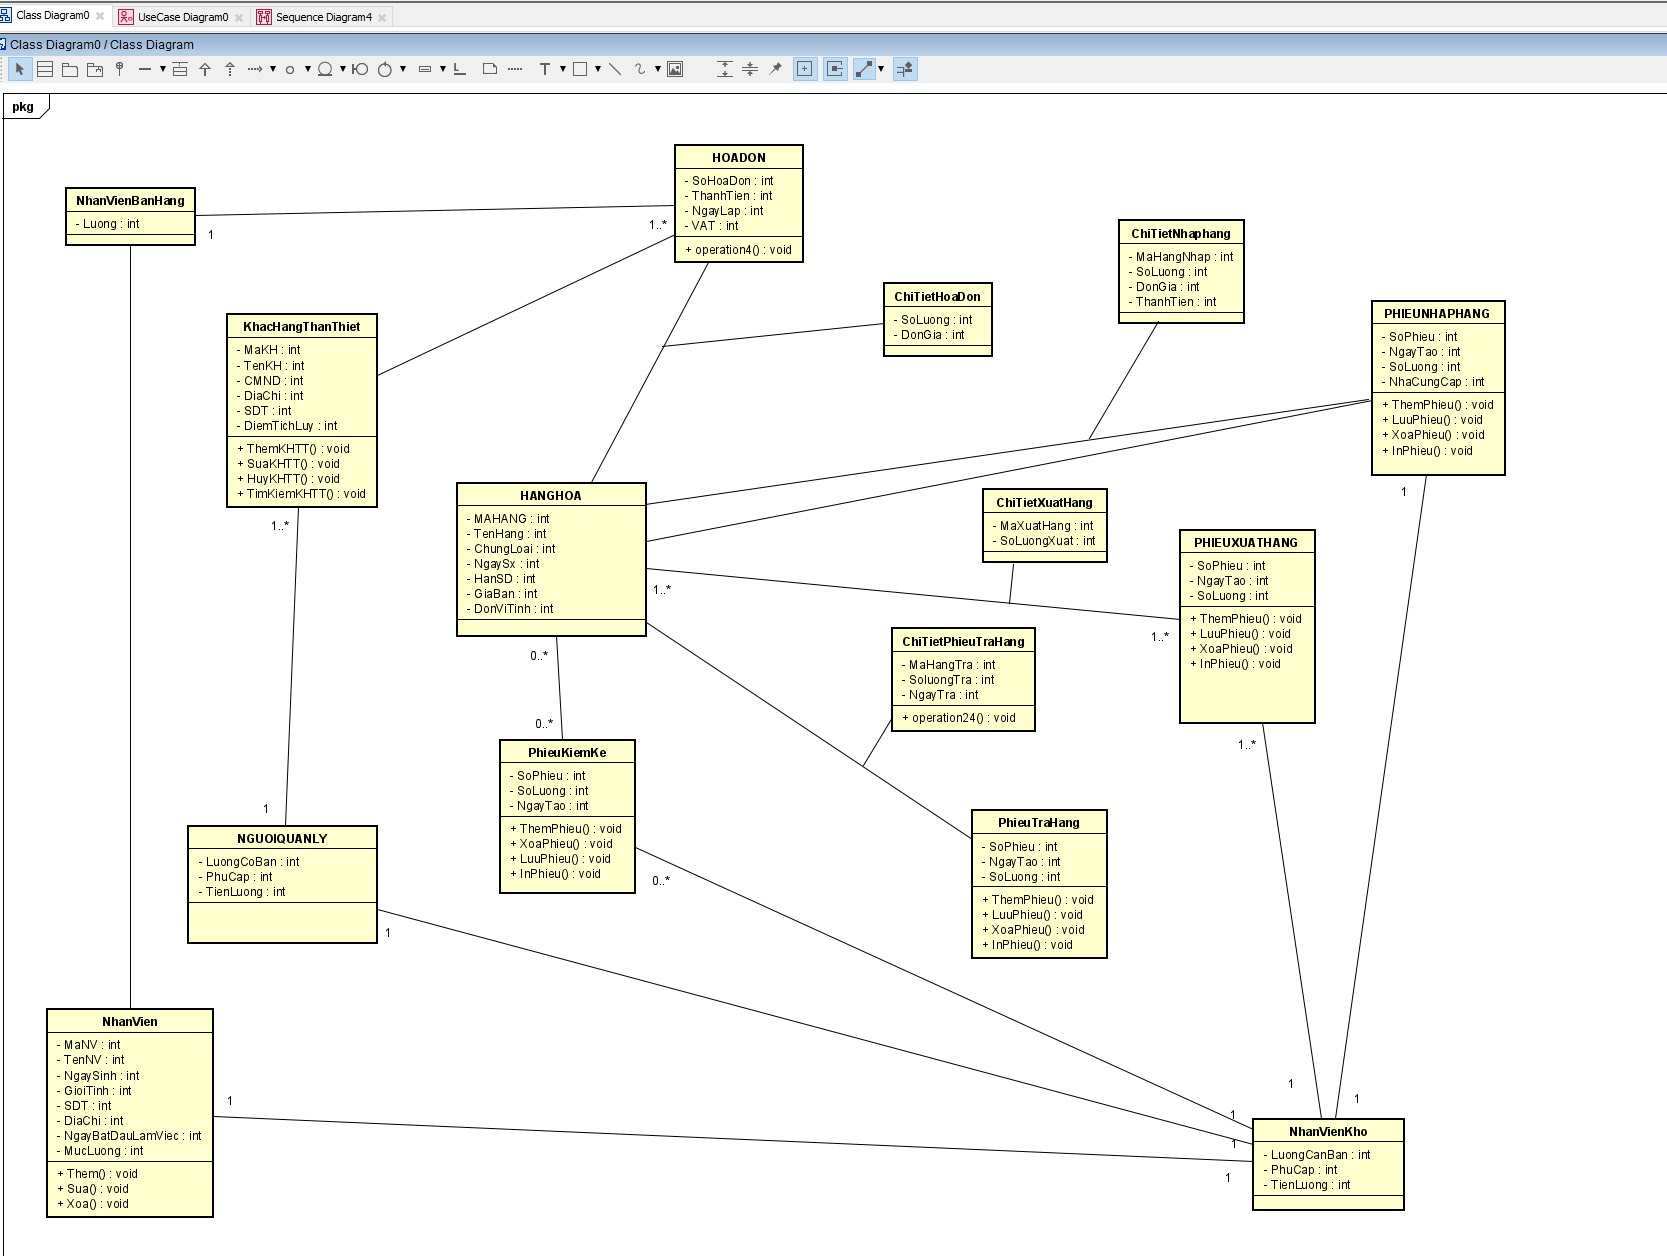 Class Diagram0
UseCase Diagram0
Sequence Diagram4
Class Diagram0 / Class Diagram
pkg
HOADON
- SoHoaDon : int
- ThanhTien : int
- NgayLap : int
- VAT : int
+ operation4() : void
NhanVienBanHang
- Luong : int
1
1..*
ChiTietNhaphang
- MaHangNhap : int
- SoLuong : int
- DonGia : int
- ThanhTien : int
ChiTietHoaDon
- SoLuong : int
- DonGia : int
PHIEUNHAPHANG
- SoPhieu : int
- NgayTao : int
- SoLuong : int
- NhaCungCap : int
+ ThemPhieu() : void
+ LuuPhieu() : void
+ XoaPhieu() : void
+ InPhieu() : void
1
KhacHangThanThiet
- MaKH : int
- TenKH : int
- CMND : int
- DiaChi : int
- SDT : int
- DiemTichLuy : int
+ ThemKHTT() : void
+ SuaKHTT() : void
+ HuyKHTT() : void
+ TimKiemKHTT() : void
1..*
HANGHOA
- MAHANG : int
- TenHang : int
- ChungLoai : int
- NgaySx : int
- HanSD : int
- GiaBan : int
- DonViTinh : int
1..*
0..*
ChiTietXuatHang
- MaXuatHang : int
- SoLuongXuat : int
PHIEUXUATHANG
- SoPhieu : int
- NgayTao : int
- SoLuong : int
+ ThemPhieu() : void
+ LuuPhieu() : void
+ XoaPhieu() : void
+ InPhieu() : void
1..*
1..*
ChiTietPhieuTraHang
- MaHangTra : int
- SoluongTra : int
- NgayTra : int
+ operation24() : void
0..*
PhieuKiemKe
- SoPhieu : int
- SoLuong : int
- NgayTao : int
+ ThemPhieu() : void
+ XoaPhieu() : void
+ LuuPhieu() : void
+ InPhieu() : void
0..*
PhieuTraHang
- SoPhieu : int
- NgayTao : int
- SoLuong : int
+ ThemPhieu() : void
+ LuuPhieu() : void
+ XoaPhieu() : void
+ InPhieu() : void
1
NGUOIQUANLY
- LuongCoBan : int
- PhuCap : int
- TienLuong : int
1
NhanVien
- MaNV : int
- TenNV : int
- NgaySinh : int
- GioiTinh : int
- SDT : int
- DiaChi : int
- NgayBatDauLamViec : int
- MucLuong : int
+ Them() : void
+ Sua() : void
+ Xoa() : void
1
1
1
1
1
1
NhanVienKho
- LuongCanBan : int
- PhuCap : int
- TienLuong : int